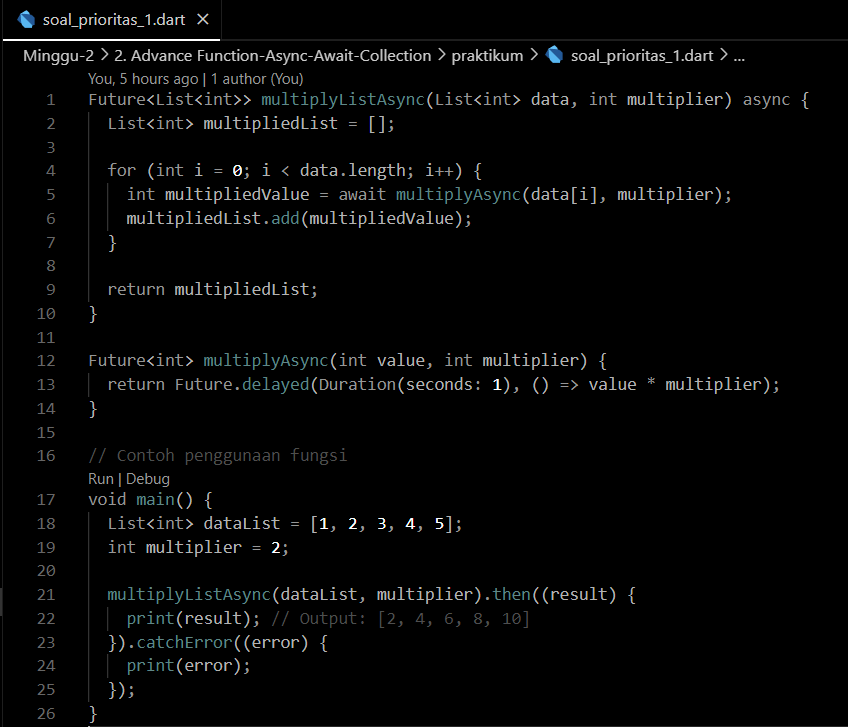 soal_prioritas_1.dart ×
Minggu-2 > 2. Advance Function-Async-Await-Collection > praktikum > soal_prioritas_1.dart > ...
You, 5 hours ago | 1 author (You)
1 Future<List<int>> multiplyListAsync(List<int> data, int multiplier) async {
2   List<int> multipliedList = [];
3
4   for (int i = 0; i < data.length; i++) {
5     int multipliedValue = await multiplyAsync(data[i], multiplier);
6     multipliedList.add(multipliedValue);
7   }
8
9   return multipliedList;
10 }
11
12 Future<int> multiplyAsync(int value, int multiplier) {
13   return Future.delayed(Duration(seconds: 1), () => value * multiplier);
14 }
15
16 // Contoh penggunaan fungsi
Run | Debug
17 void main() {
18   List<int> dataList = [1, 2, 3, 4, 5];
19   int multiplier = 2;
20
21   multiplyListAsync(dataList, multiplier).then((result) {
22     print(result); // Output: [2, 4, 6, 8, 10]
23   }).catchError((error) {
24     print(error);
25   });
26 }